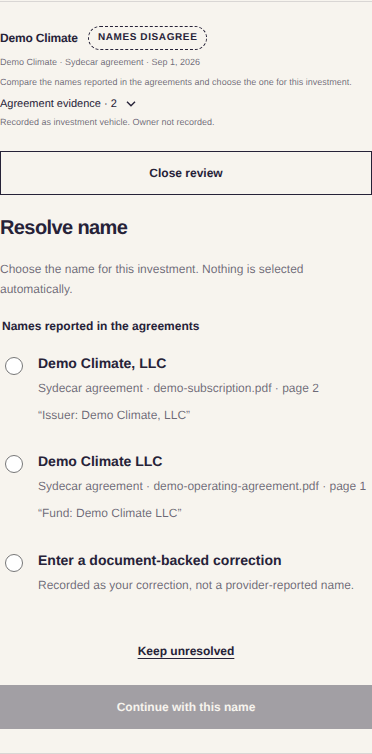 Demo Climate NAMES DISAGREE
Demo Climate · Sydecar agreement · Sep 1, 2026
Compare the names reported in the agreements and choose the one for this investment.
Agreement evidence · 2
Recorded as investment vehicle. Owner not recorded.
Close review
Resolve name
Choose the name for this investment. Nothing is selected
automatically.
Names reported in the agreements
Demo Climate, LLC
Sydecar agreement · demo-subscription.pdf · page 2
“Issuer: Demo Climate, LLC”
Demo Climate LLC
Sydecar agreement · demo-operating-agreement.pdf · page 1
“Fund: Demo Climate LLC”
Enter a document-backed correction
Recorded as your correction, not a provider-reported name.
Keep unresolved
Continue with this name